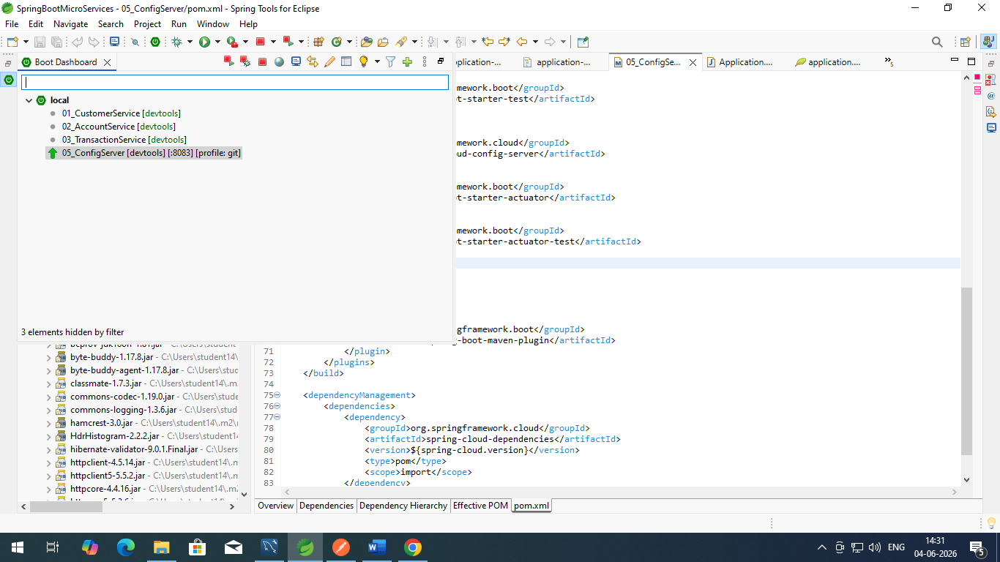 SpringBootMicroServices - 05_ConfigServer/pom.xml - Spring Tools for Eclipse
File Edit Navigate Search Project Run Window Help
Boot Dashboard
plication-... application-... 05_ConfigSe... Application.... application.... »5
local
01_CustomerService [devtools]
02_AccountService [devtools]
03_TransactionService [devtools]
05_ConfigServer [devtools] [:8083] [profile: git]
3 elements hidden by filter
mework.boot</groupId>
t-starter-test</artifactId>
mework.cloud</groupId>
ud-config-server</artifactId>
mework.boot</groupId>
t-starter-actuator</artifactId>
mework.boot</groupId>
t-starter-actuator-test</artifactId>
gframework.boot</groupId>
g-boot-maven-plugin</artifactId>
71 </plugin>
72 </plugins>
73 </build>
74
75 <dependencyManagement>
76 <dependencies>
77 <dependency>
78 <groupId>org.springframework.cloud</groupId>
79 <artifactId>spring-cloud-dependencies</artifactId>
80 <version>${spring-cloud.version}</version>
81 <type>pom</type>
82 <scope>import</scope>
83 </dependency>
byte-buddy-1.17.8.jar - C:\Users\student14\
byte-buddy-agent-1.17.8.jar - C:\Users\stude
classmate-1.7.3.jar - C:\Users\student14\.m
commons-codec-1.19.0.jar - C:\Users\stude
commons-logging-1.3.6.jar - C:\Users\stude
hamcrest-3.0.jar - C:\Users\student14\.m2\
HdrHistogram-2.2.2.jar - C:\Users\student1
hibernate-validator-9.0.1.Final.jar - C:\Users
httpclient-4.5.14.jar - C:\Users\student14\.m
httpclient5-5.5.2.jar - C:\Users\student14\.
httpcore-4.4.16.jar - C:\Users\student14\.m2
Overview Dependencies Dependency Hierarchy Effective POM pom.xml
ENG
14:31
04-06-2026
5